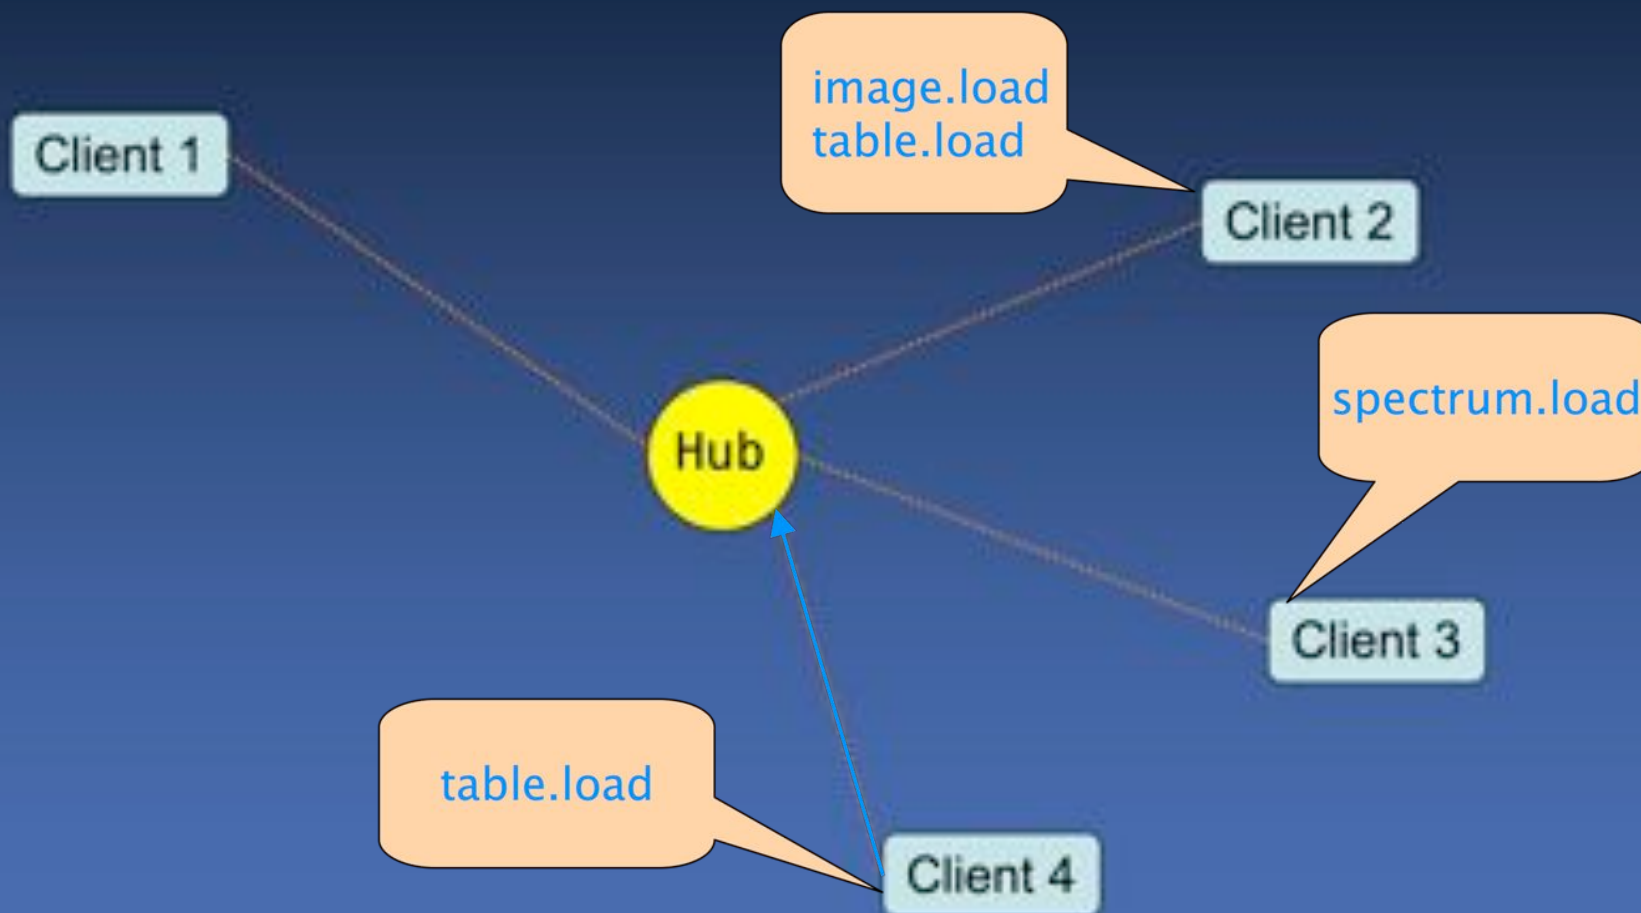 image.load
table.load
Client 1
Client 2
spectrum.load
Hub
Client 3
table.load
Client 4